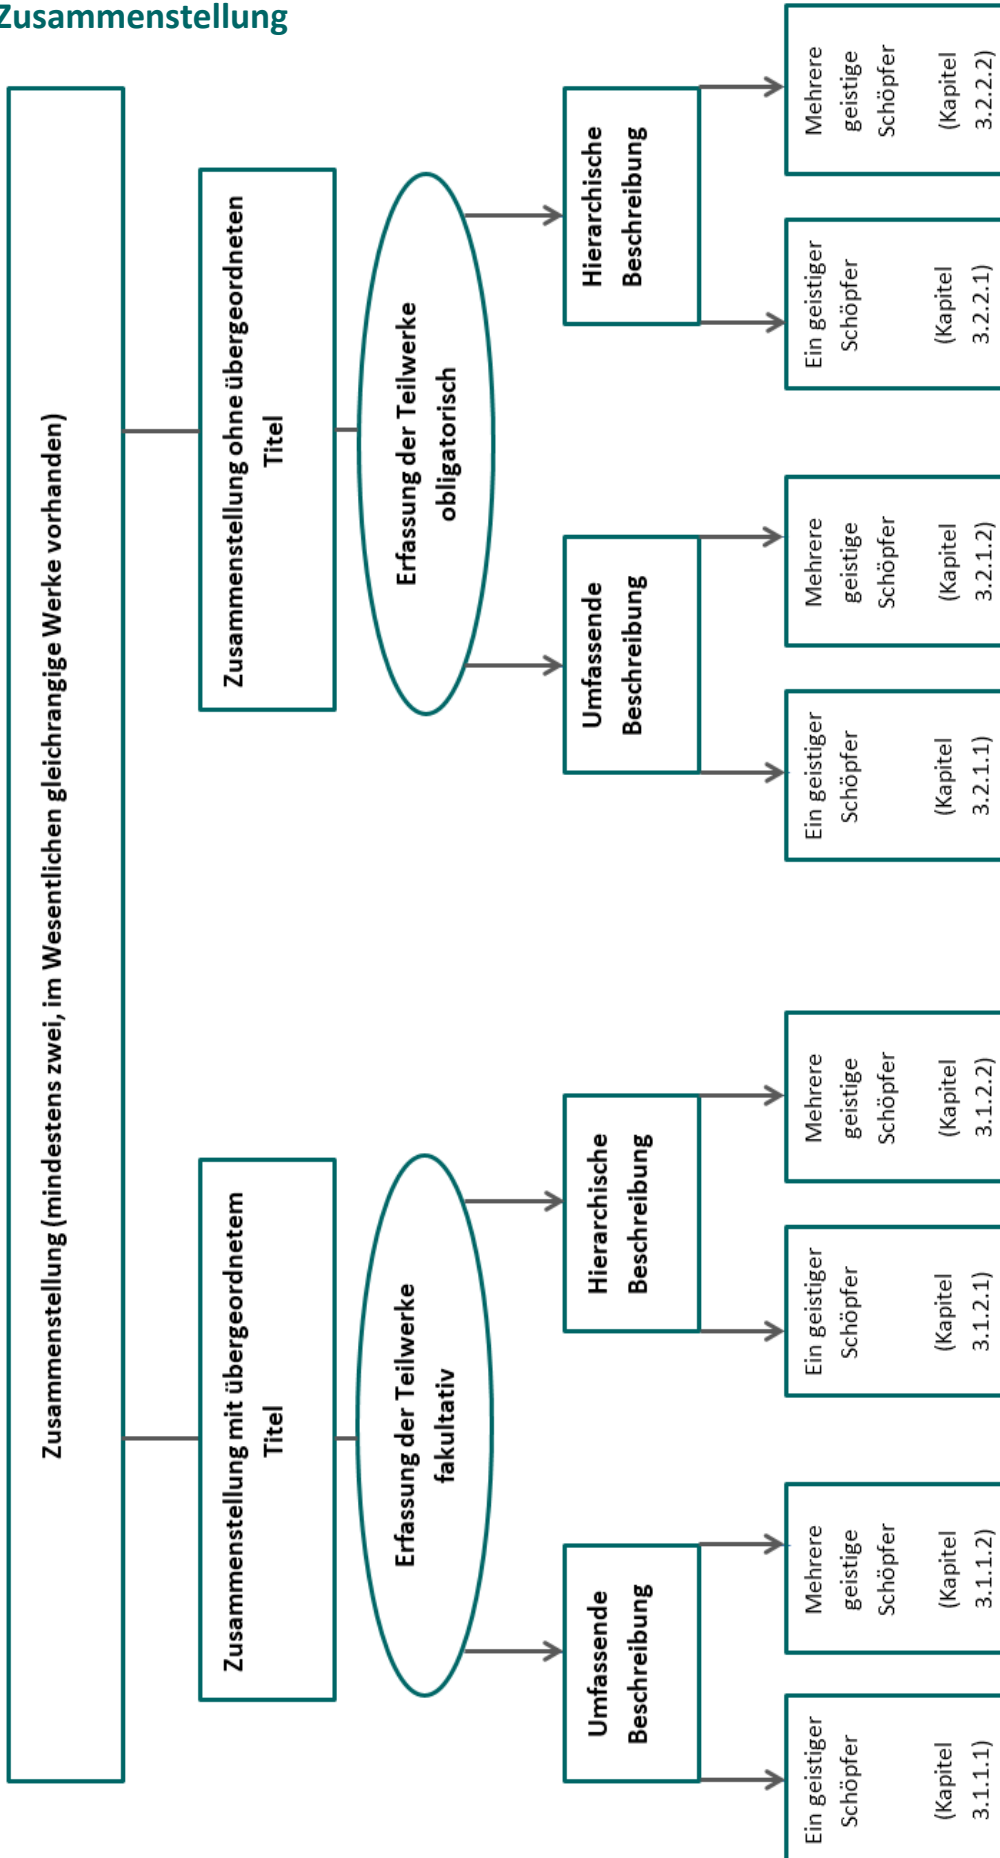 Zusammenstellung
Zusammenstellung (mindestens zwei, im Wesentlichen gleichrangige Werke vorhanden)
Zusammenstellung mit übergeordnetem
Titel
Zusammenstellung ohne übergeordneten
Titel
Erfassung der Teilwerke
fakultativ
Erfassung der Teilwerke
obligatorisch
Umfassende
Beschreibung
Hierarchische
Beschreibung
Umfassende
Beschreibung
Hierarchische
Beschreibung
Ein geistiger
Schöpfer
(Kapitel
3.1.1.1)
Mehrere
geistige
Schöpfer
(Kapitel
3.1.1.2)
Ein geistiger
Schöpfer
(Kapitel
3.1.2.1)
Mehrere
geistige
Schöpfer
(Kapitel
3.1.2.2)
Ein geistiger
Schöpfer
(Kapitel
3.2.1.1)
Mehrere
geistige
Schöpfer
(Kapitel
3.2.1.2)
Ein geistiger
Schöpfer
(Kapitel
3.2.2.1)
Mehrere
geistige
Schöpfer
(Kapitel
3.2.2.2)